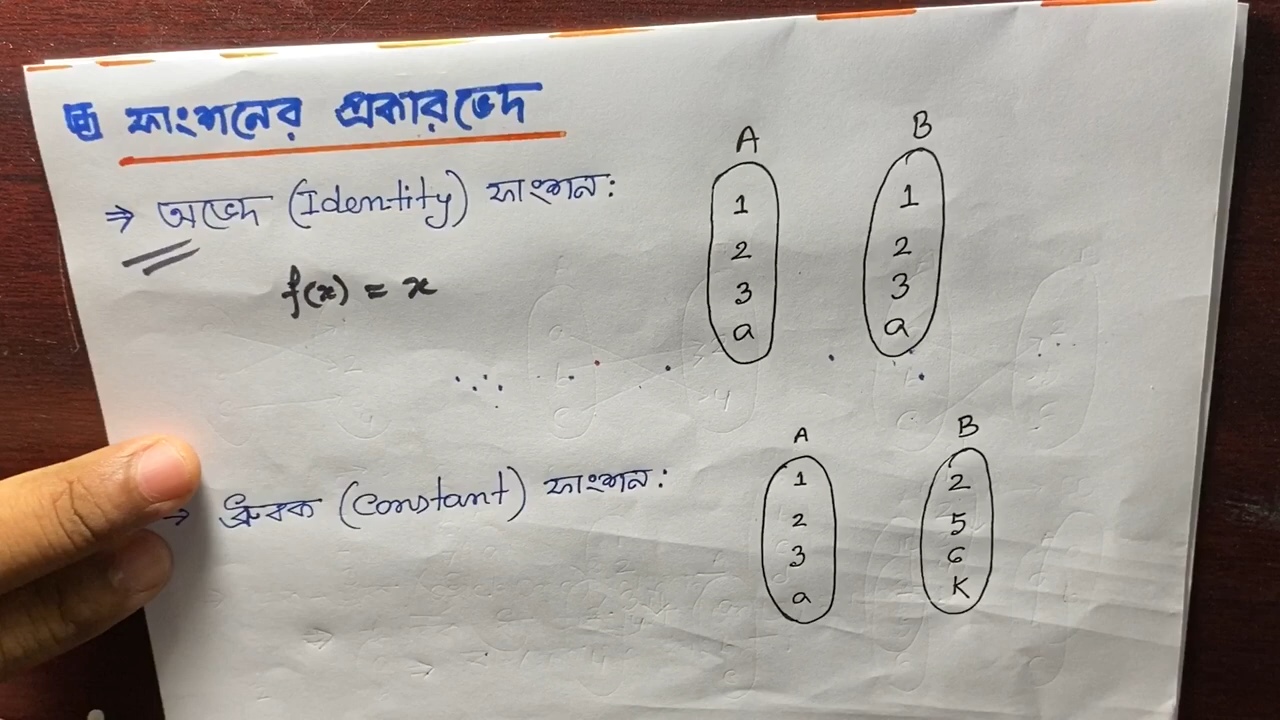 ফাংশনের প্রকারভেদ
⇒ অভেদ (Identity) ফাংশন:
f(x) = x
A B
1 1
2 2
3 3
a a
→ ধ্রুবক (Constant) ফাংশন:
A B
1 2
2 5
3 6
a K